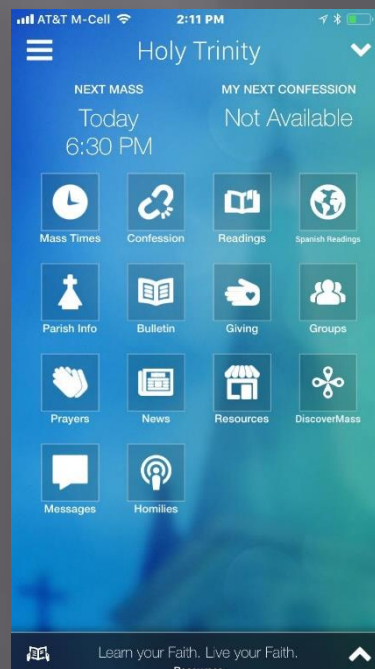 AT&T M-Cell 2:11 PM
Holy Trinity
NEXT MASS MY NEXT CONFESSION
Today Not Available
6:30 PM
Mass Times Confession Readings Spanish Readings
Parish Info Bulletin Giving Groups
Prayers News Resources DiscoverMass
Messages Homilies
Learn your Faith. Live your Faith.
Resources